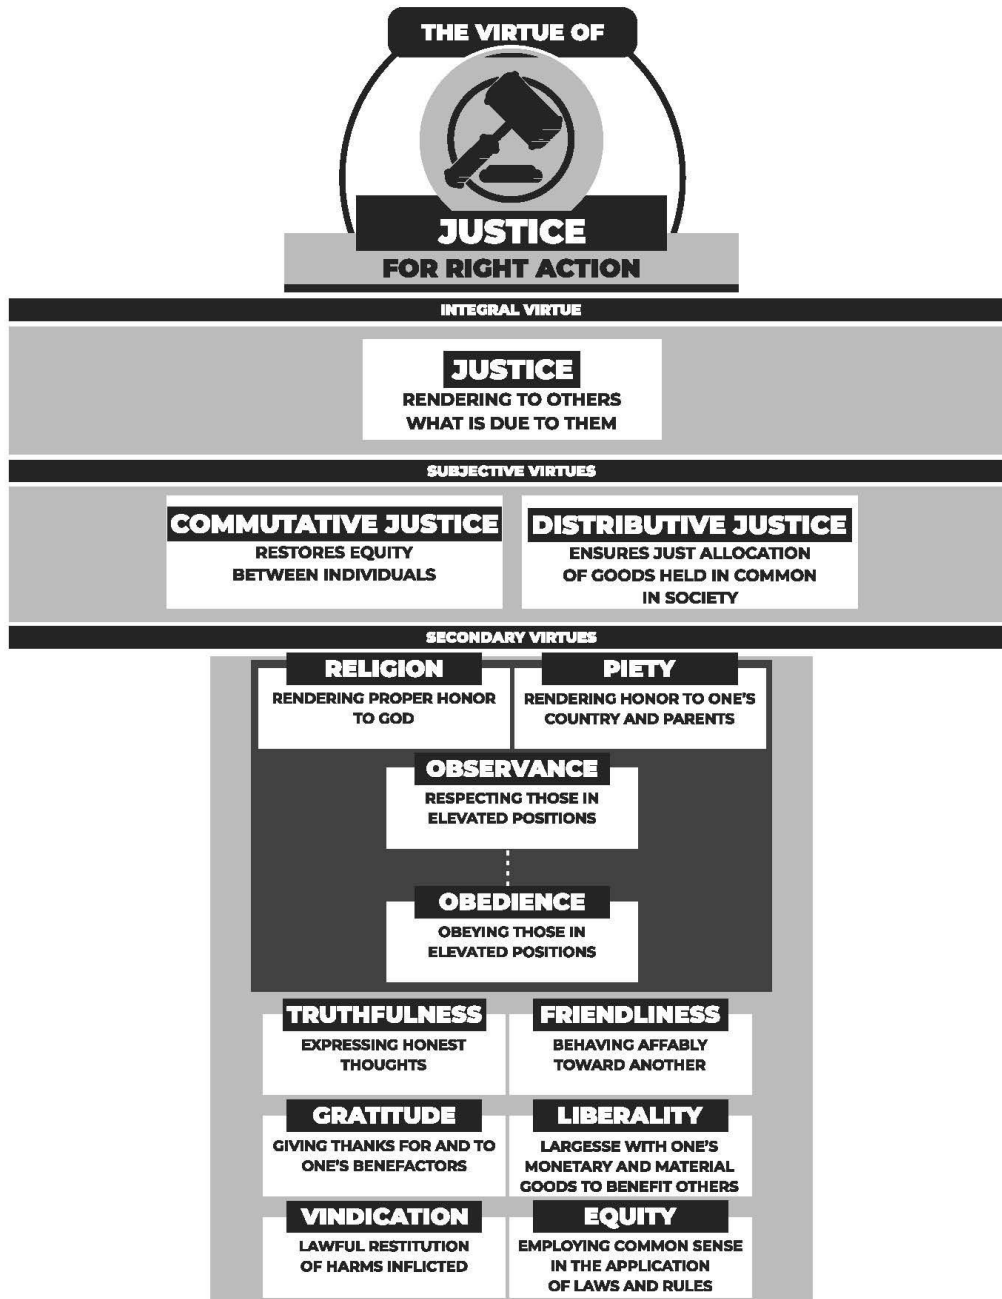 THE VIRTUE OF
JUSTICE
FOR RIGHT ACTION
INTEGRAL VIRTUE
JUSTICE
RENDERING TO OTHERS
WHAT IS DUE TO THEM
SUBJECTIVE VIRTUES
COMMUTATIVE JUSTICE
RESTORES EQUITY
BETWEEN INDIVIDUALS
DISTRIBUTIVE JUSTICE
ENSURES JUST ALLOCATION
OF GOODS HELD IN COMMON
IN SOCIETY
SECONDARY VIRTUES
RELIGION
RENDERING PROPER HONOR
TO GOD
PIETY
RENDERING HONOR TO ONE'S
COUNTRY AND PARENTS
OBSERVANCE
RESPECTING THOSE IN
ELEVATED POSITIONS
OBEDIENCE
OBEYING THOSE IN
ELEVATED POSITIONS
TRUTHFULNESS
EXPRESSING HONEST
THOUGHTS
FRIENDLINESS
BEHAVING AFFABLY
TOWARD ANOTHER
GRATITUDE
GIVING THANKS FOR AND TO
ONE'S BENEFACTORS
LIBERALITY
LARGESSE WITH ONE'S
MONETARY AND MATERIAL
GOODS TO BENEFIT OTHERS
VINDICATION
LAWFUL RESTITUTION
OF HARMS INFLICTED
EQUITY
EMPLOYING COMMON SENSE
IN THE APPLICATION
OF LAWS AND RULES